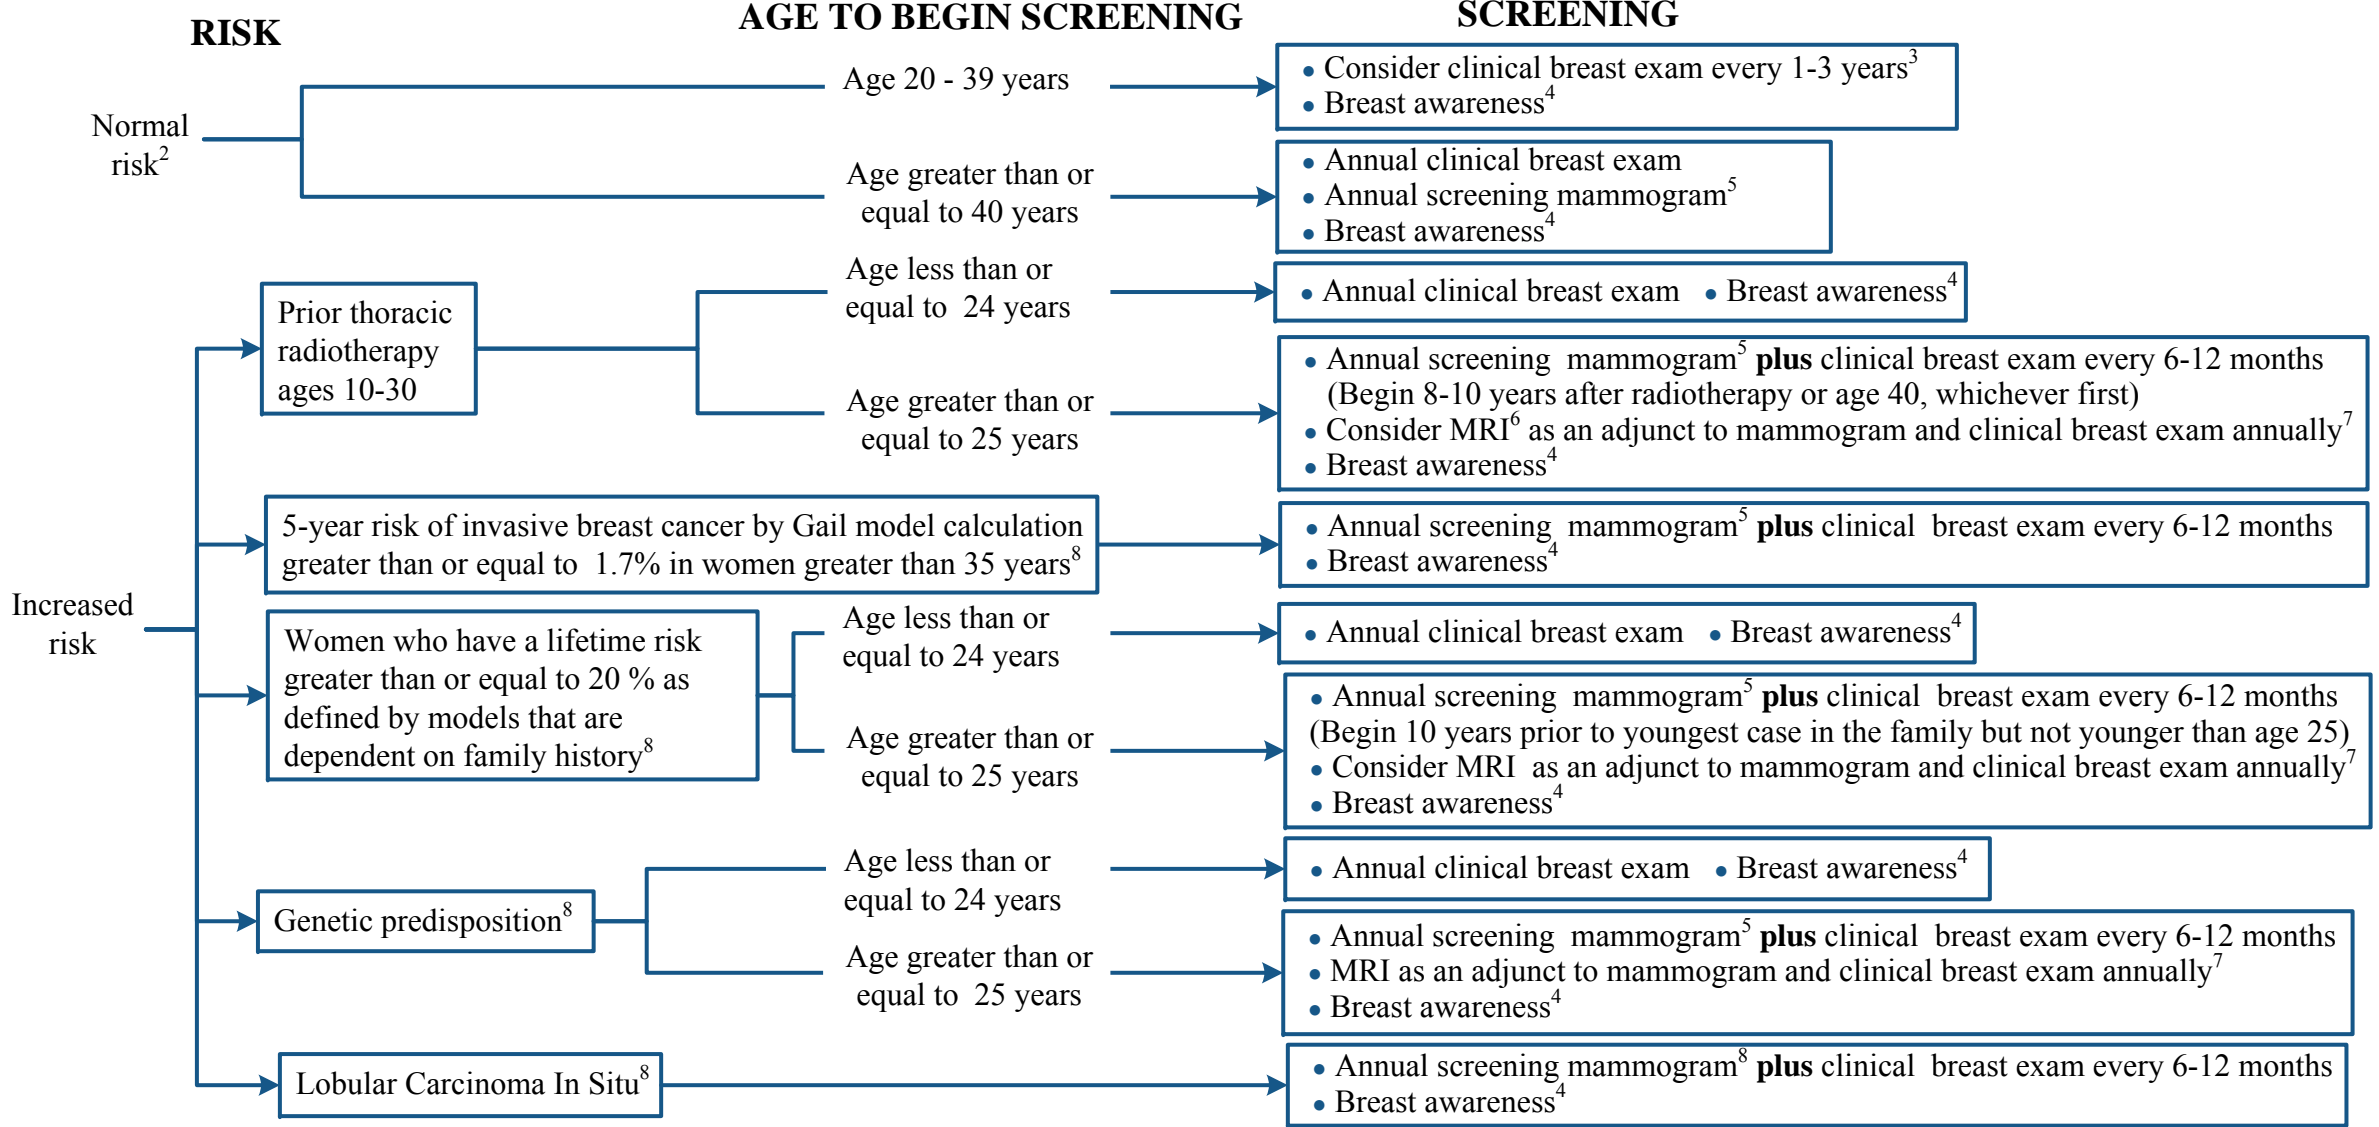 RISK
AGE TO BEGIN SCREENING
SCREENING
Normal
risk²
Age 20 - 39 years
• Consider clinical breast exam every 1-3 years³
• Breast awareness⁴
Age greater than or
equal to 40 years
• Annual clinical breast exam
• Annual screening mammogram⁵
• Breast awareness⁴
Increased
risk
Prior thoracic
radiotherapy
ages 10-30
Age less than or
equal to 24 years
• Annual clinical breast exam • Breast awareness⁴
Age greater than or
equal to 25 years
• Annual screening mammogram⁵ plus clinical breast exam every 6-12 months
(Begin 8-10 years after radiotherapy or age 40, whichever first)
• Consider MRI⁶ as an adjunct to mammogram and clinical breast exam annually⁷
• Breast awareness⁴
5-year risk of invasive breast cancer by Gail model calculation
greater than or equal to 1.7% in women greater than 35 years⁸
• Annual screening mammogram⁵ plus clinical breast exam every 6-12 months
• Breast awareness⁴
Women who have a lifetime risk
greater than or equal to 20 % as
defined by models that are
dependent on family history⁸
Age less than or
equal to 24 years
• Annual clinical breast exam • Breast awareness⁴
Age greater than or
equal to 25 years
• Annual screening mammogram⁵ plus clinical breast exam every 6-12 months
(Begin 10 years prior to youngest case in the family but not younger than age 25)
• Consider MRI as an adjunct to mammogram and clinical breast exam annually⁷
• Breast awareness⁴
Genetic predisposition⁸
Age less than or
equal to 24 years
• Annual clinical breast exam • Breast awareness⁴
Age greater than or
equal to 25 years
• Annual screening mammogram⁵ plus clinical breast exam every 6-12 months
• MRI as an adjunct to mammogram and clinical breast exam annually⁷
• Breast awareness⁴
Lobular Carcinoma In Situ⁸
• Annual screening mammogram⁸ plus clinical breast exam every 6-12 months
• Breast awareness⁴